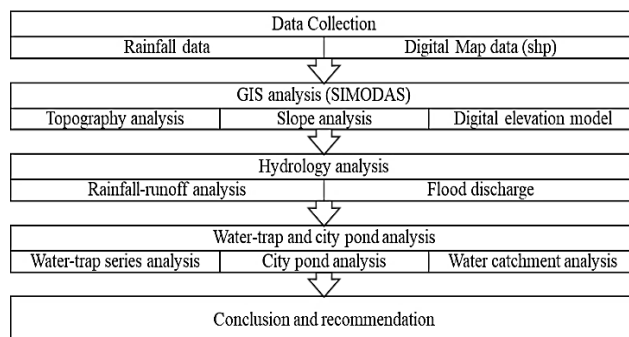 Data Collection
Rainfall data Digital Map data (shp)
GIS analysis (SIMODAS)
Topography analysis Slope analysis Digital elevation model
Hydrology analysis
Rainfall-runoff analysis Flood discharge
Water-trap and city pond analysis
Water-trap series analysis City pond analysis Water catchment analysis
Conclusion and recommendation